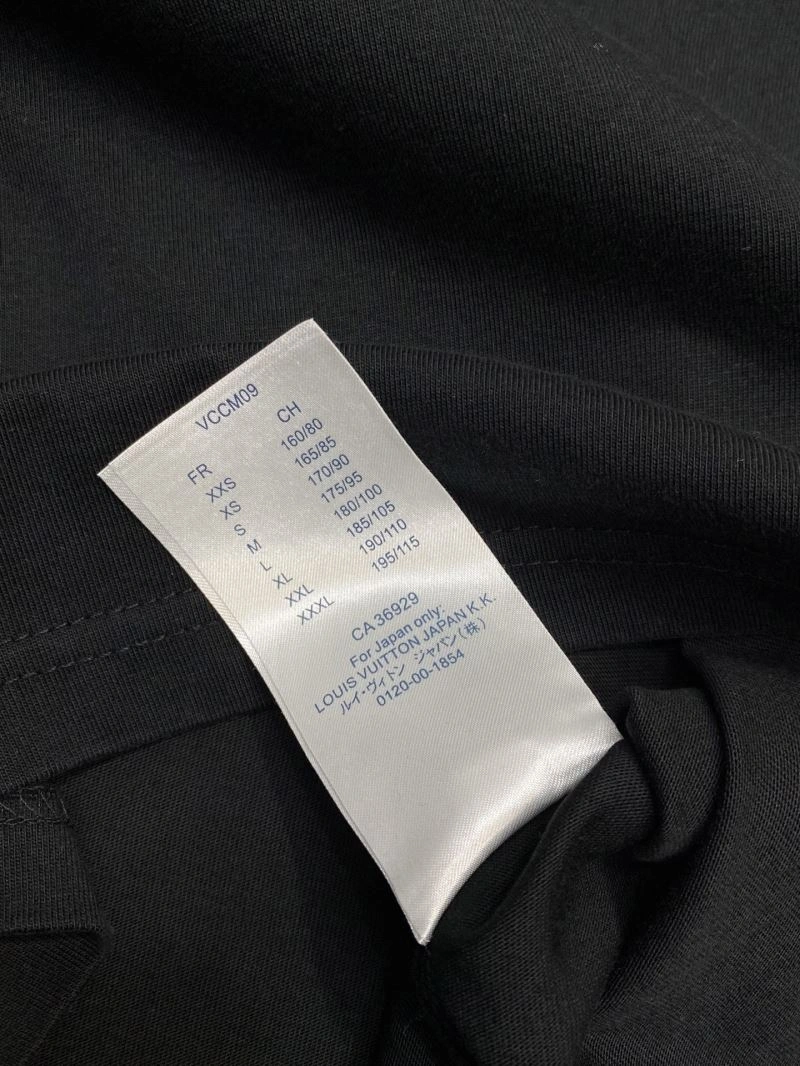 VCCM09
FR CH
XXS 160/80
XS 165/85
S 170/90
M 175/95
L 180/100
XL 185/105
XXL 190/110
XXXL 195/115
CA 36929
For Japan only:
LOUIS VUITTON JAPAN K.K.
ルイ・ヴィトン ジャパン(株)
0120-00-1854